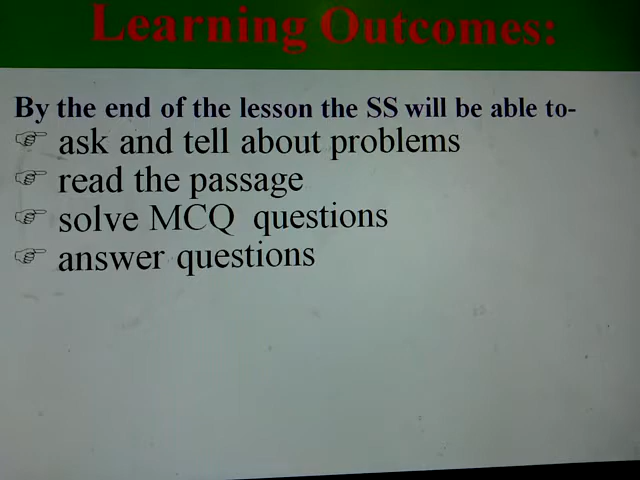 Learning Outcomes:
By the end of the lesson the SS will be able to-
☞ ask and tell about problems
☞ read the passage
☞ solve MCQ questions
☞ answer questions